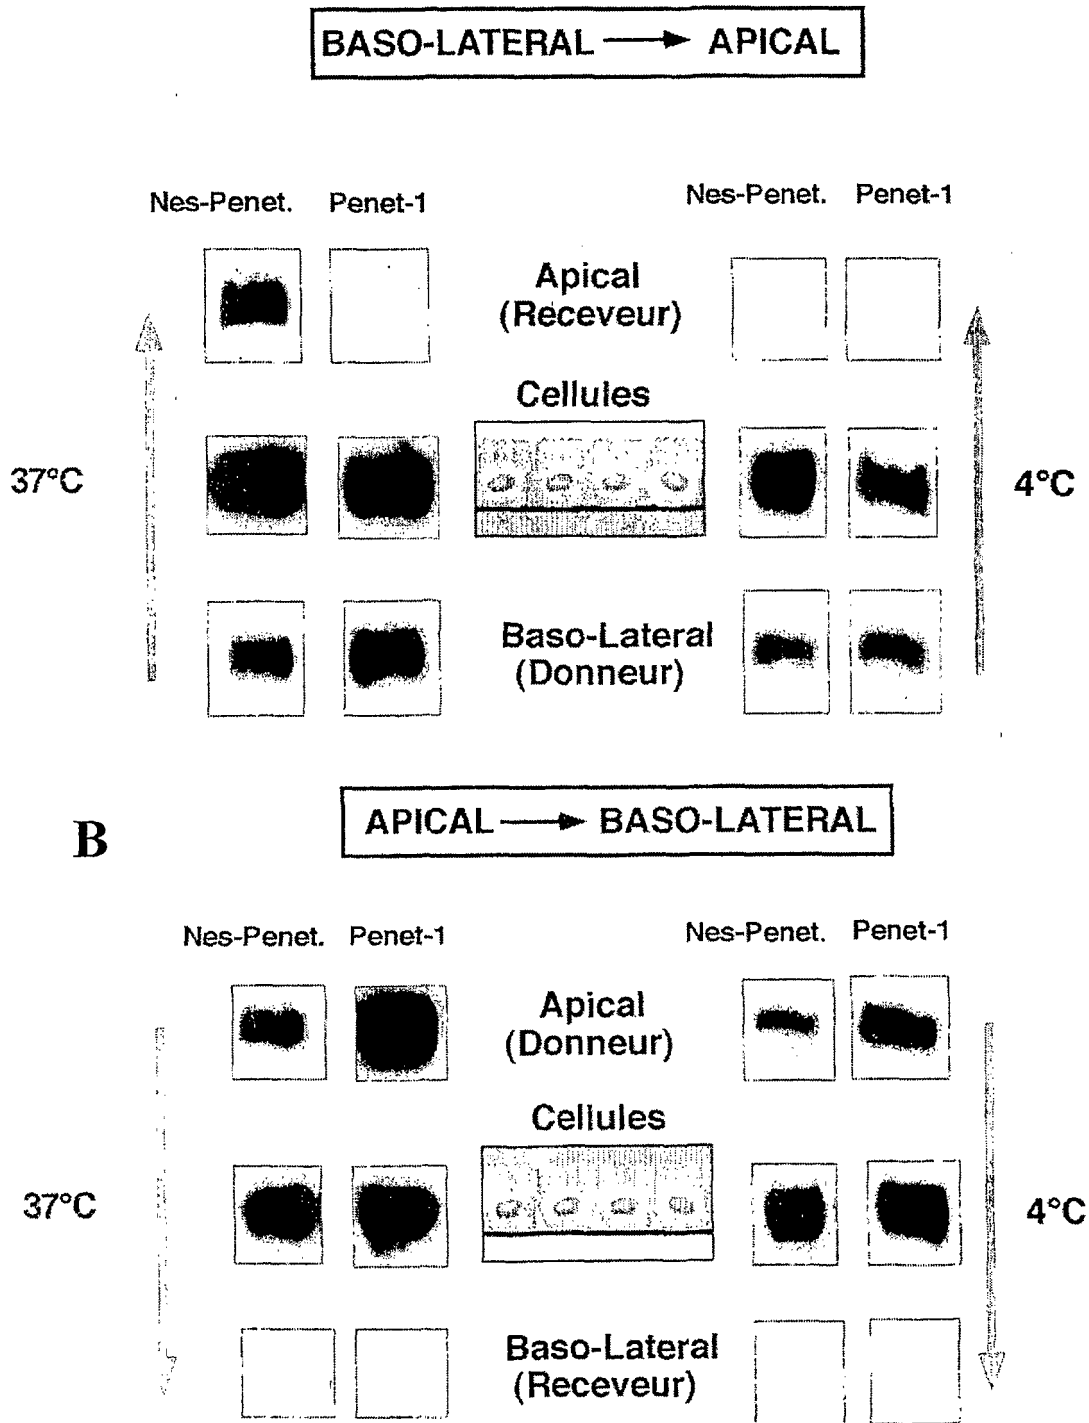 BASO-LATERAL → APICAL
Nes-Penet. Penet-1
Nes-Penet. Penet-1
Apical
(Receveur)
Cellules
37°C
4°C
Baso-Lateral
(Donneur)
B
APICAL → BASO-LATERAL
Nes-Penet. Penet-1
Nes-Penet. Penet-1
Apical
(Donneur)
Cellules
37°C
4°C
Baso-Lateral
(Receveur)